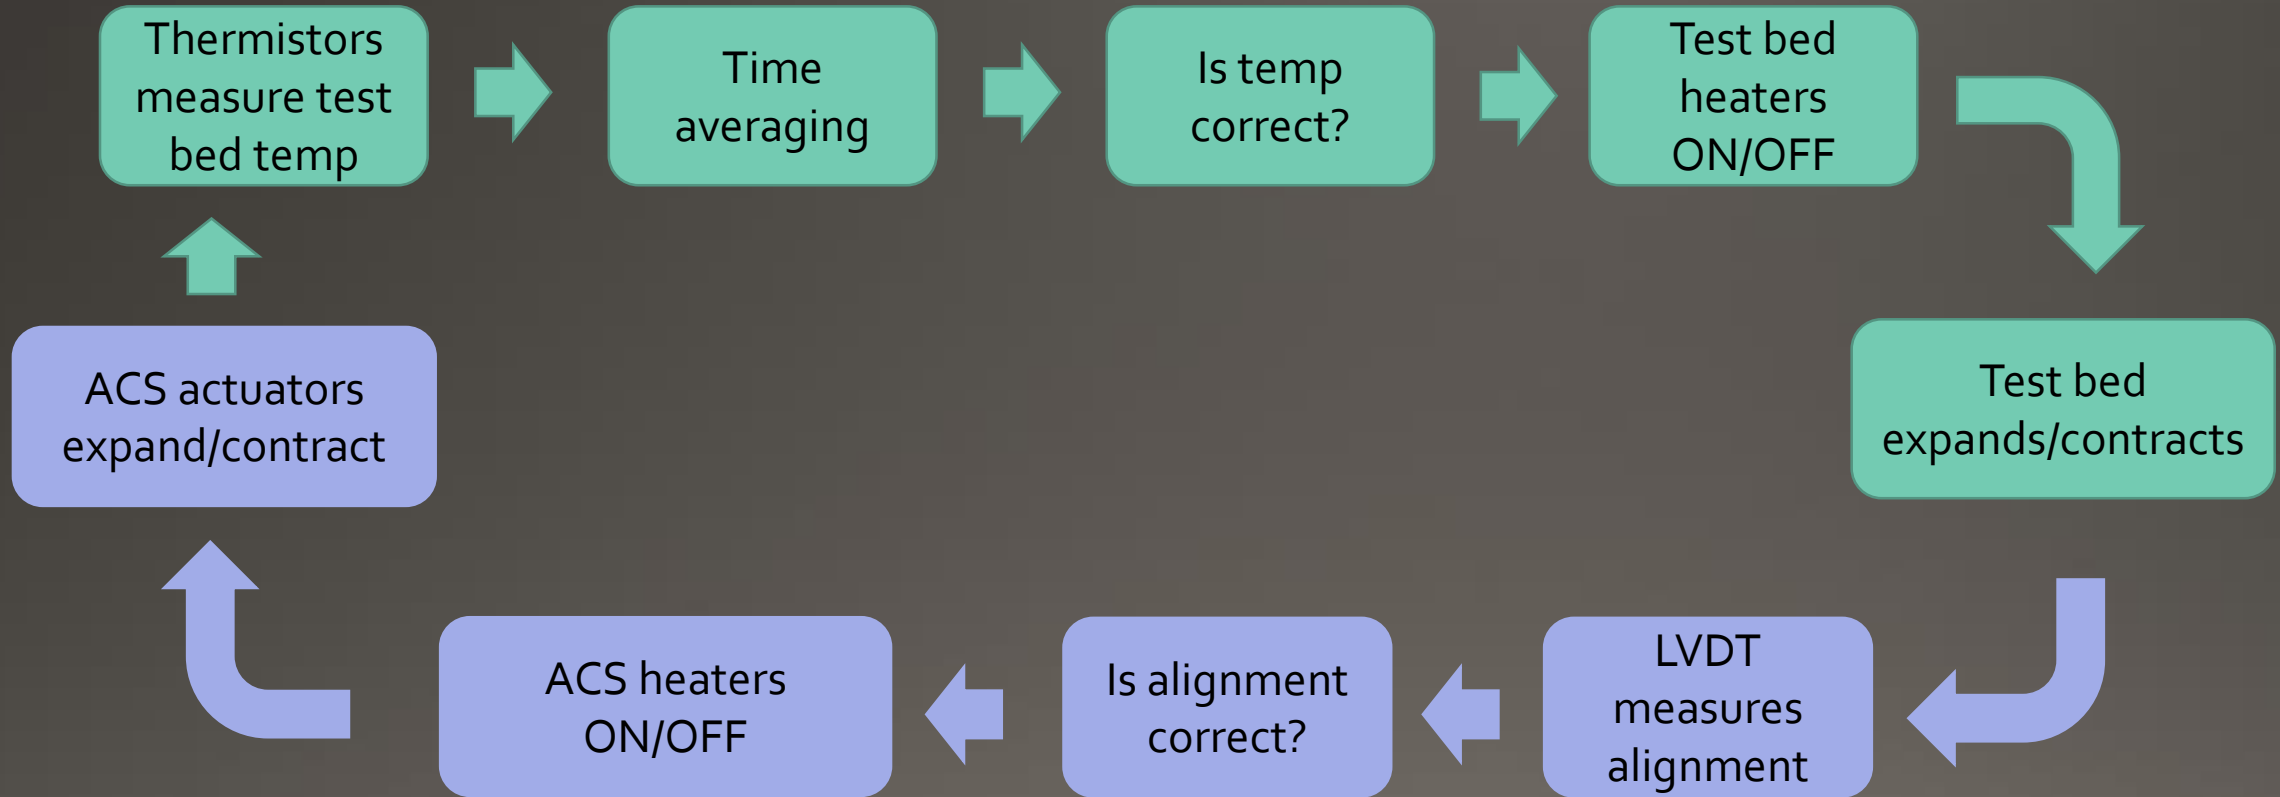 Thermistors
measure test
bed temp
Time
averaging
Is temp
correct?
Test bed
heaters
ON/OFF
Test bed
expands/contracts
LVDT
measures
alignment
Is alignment
correct?
ACS heaters
ON/OFF
ACS actuators
expand/contract